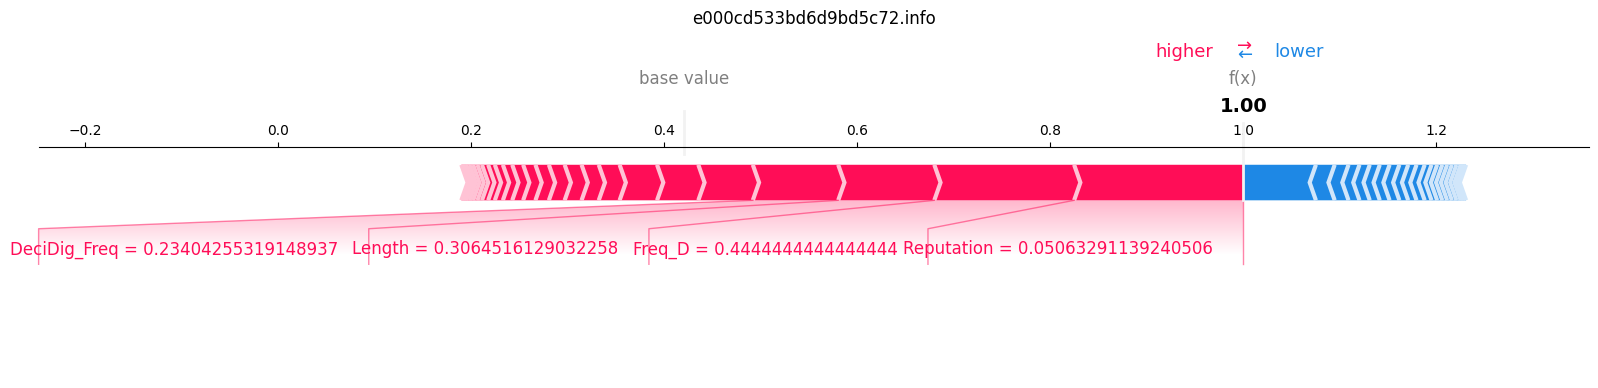 e000cd533bd6d9bd5c72.info
higher → ← lower
base value f(x)
1.00
−0.2 0.0 0.2 0.4 0.6 0.8 1.0 1.2
DeciDig_Freq = 0.23404255319148937 Length = 0.3064516129032258 Freq_D = 0.4444444444444444 Reputation = 0.05063291139240506